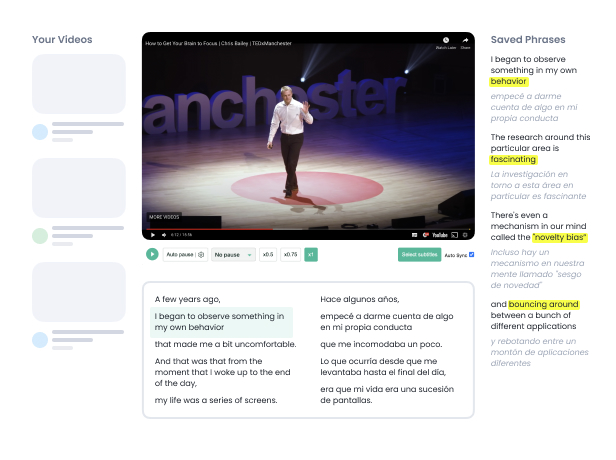 Your Videos
How to Get Your Brain to Focus | Chris Bailey | TEDxManchester
Watch Later
Share
anchester
MORE VIDEOS
0:12 / 15:56
YouTube
Auto pause
No pause
x0.5
x0.75
x1
Select subtitles
Auto Sync
A few years ago,
I began to observe something in
my own behavior
that made me a bit uncomfortable.
And that was that from the
moment that i woke up to the end
of the day,
my life was a series of screens.
Hace algunos años,
empecé a darme cuenta de algo
en mi propia conducta
que me incomodaba un poco.
Lo que ocurría desde que me
levantaba hasta el final del día,
era que mi vida era una sucesión
de pantallas.
Saved Phrases
I began to observe
something in my own
behavior
empecé a darme
cuenta de algo en mi
propia conducta
The research around this
particular area is
fascinating
La investigación en
torno a esta área en
particular es fascinante
There's even a
mechanism in our mind
called the "novelty bias"
Incluso hay un
mecanismo en nuestra
mente llamado "sesgo
de novedad"
and bouncing around
between a bunch of
different applications
y rebotando entre un
montón de aplicaciones
diferentes